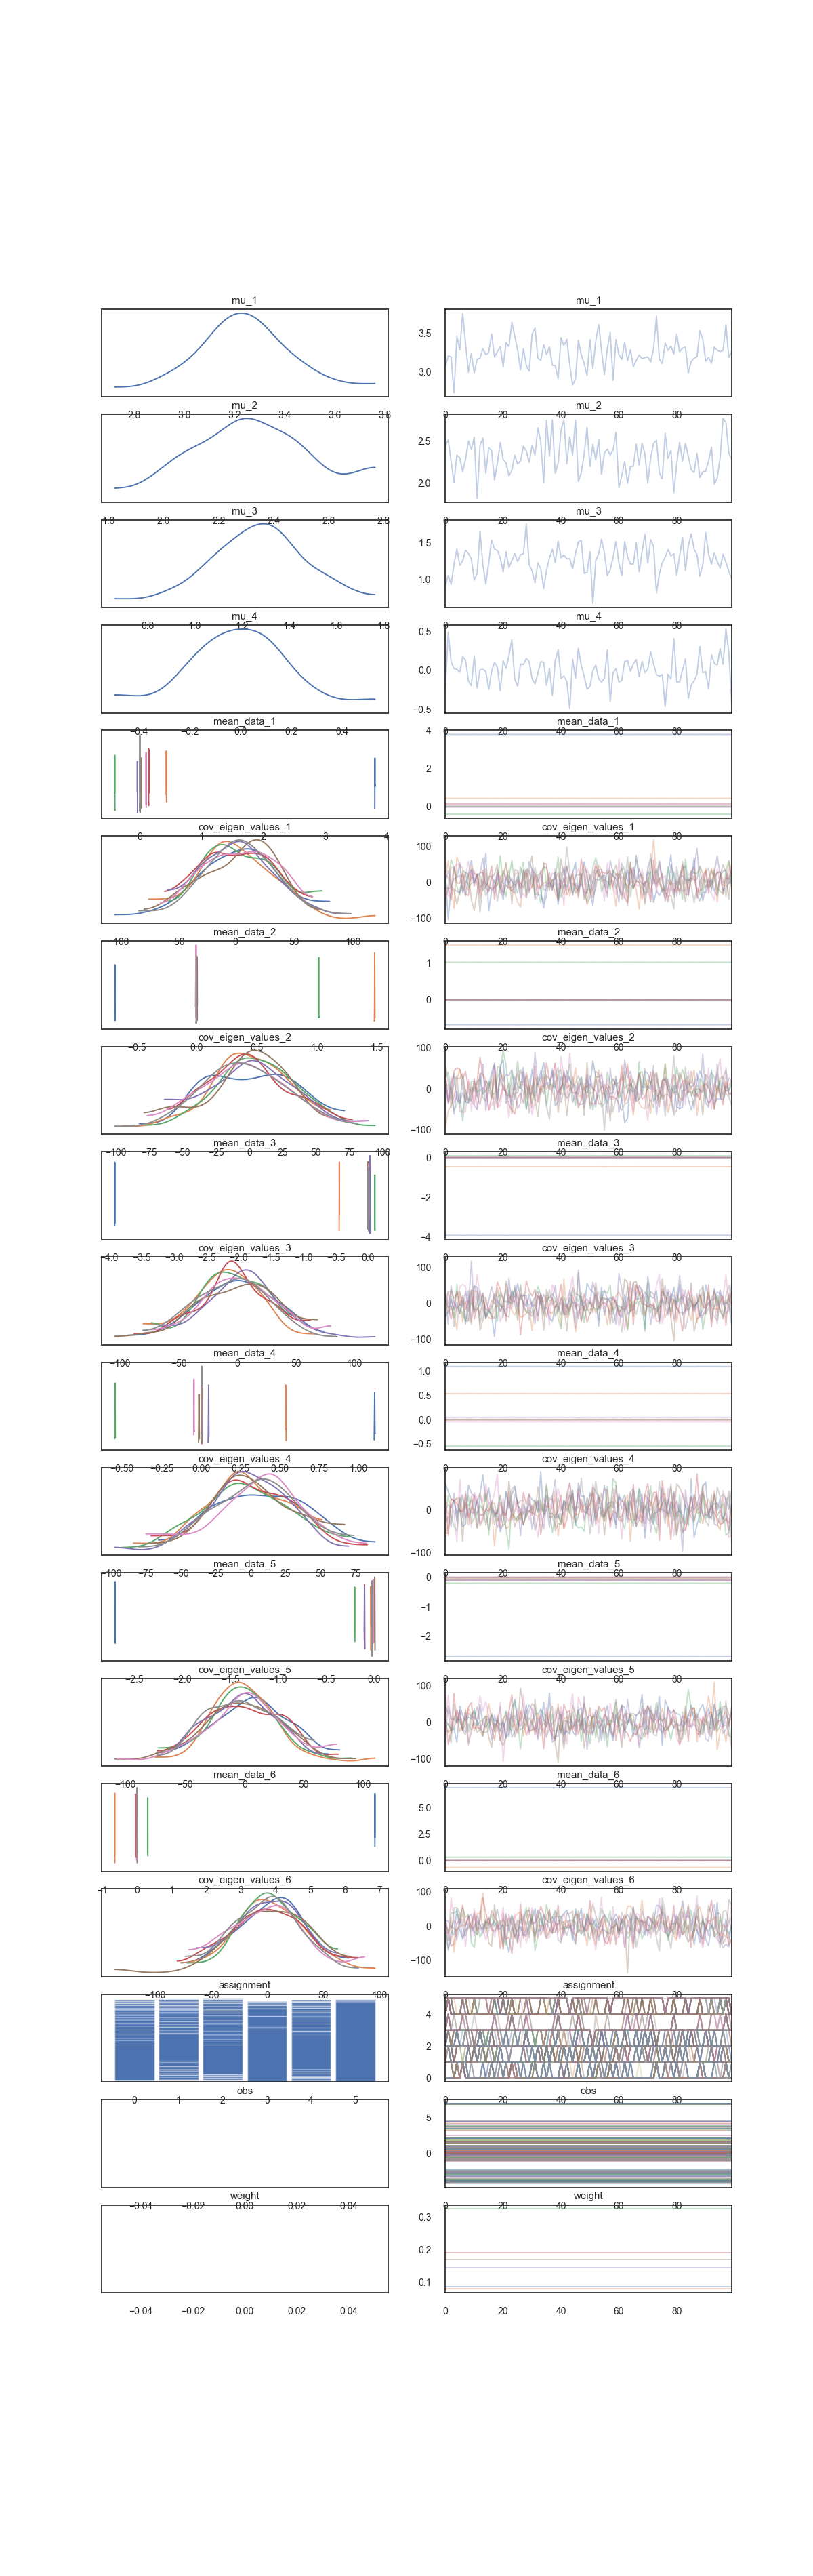 mu_1 mu_1
3.5
3.0
mu_2 mu_2
2.8 3.0 3.2 3.4 3.6 3.8 0 20 40 60 80
2.5
2.0
mu_3 mu_3
1.8 2.0 2.2 2.4 2.6 2.8 0 20 40 60 80
1.5
1.0
mu_4 mu_4
0.8 1.0 1.2 1.4 1.6 1.8 0 20 40 60 80
0.5
0.0
−0.5
mean_data_1 mean_data_1
−0.4 −0.2 0.0 0.2 0.4 0 20 40 60 80
4
2
0
cov_eigen_values_1 cov_eigen_values_1
0 1 2 3 4 0 20 40 60 80
100
0
−100
mean_data_2 mean_data_2
−100 −50 0 50 100 0 20 40 60 80
1
0
cov_eigen_values_2 cov_eigen_values_2
−0.5 0.0 0.5 1.0 1.5 0 20 40 60 80
100
0
−100
mean_data_3 mean_data_3
−100 −75 −50 −25 0 25 50 75 100 0 20 40 60 80
0
−2
−4
cov_eigen_values_3 cov_eigen_values_3
−4.0 −3.5 −3.0 −2.5 −2.0 −1.5 −1.0 −0.5 0.0 0 20 40 60 80
100
0
−100
mean_data_4 mean_data_4
−100 −50 0 50 100 0 20 40 60 80
1.0
0.5
0.0
−0.5
cov_eigen_values_4 cov_eigen_values_4
−0.50 −0.25 0.00 0.25 0.50 0.75 1.00 0 20 40 60 80
0
−100
mean_data_5 mean_data_5
−100 −75 −50 −25 0 25 50 75 0 20 40 60 80
0
−1
−2
cov_eigen_values_5 cov_eigen_values_5
−2.5 −2.0 −1.5 −1.0 −0.5 0.0 0 20 40 60 80
100
0
−100
mean_data_6 mean_data_6
−100 −50 0 50 100 0 20 40 60 80
5.0
2.5
0.0
cov_eigen_values_6 cov_eigen_values_6
−1 0 1 2 3 4 5 6 7 0 20 40 60 80
100
0
−100
assignment assignment
−100 −50 0 50 100 0 20 40 60 80
4
2
0
obs obs
0 1 2 3 4 5 0 20 40 60 80
5
0
weight weight
−0.04 −0.02 0.00 0.02 0.04 0 20 40 60 80
0.3
0.2
0.1
−0.04 −0.02 0.00 0.02 0.04 0 20 40 60 80